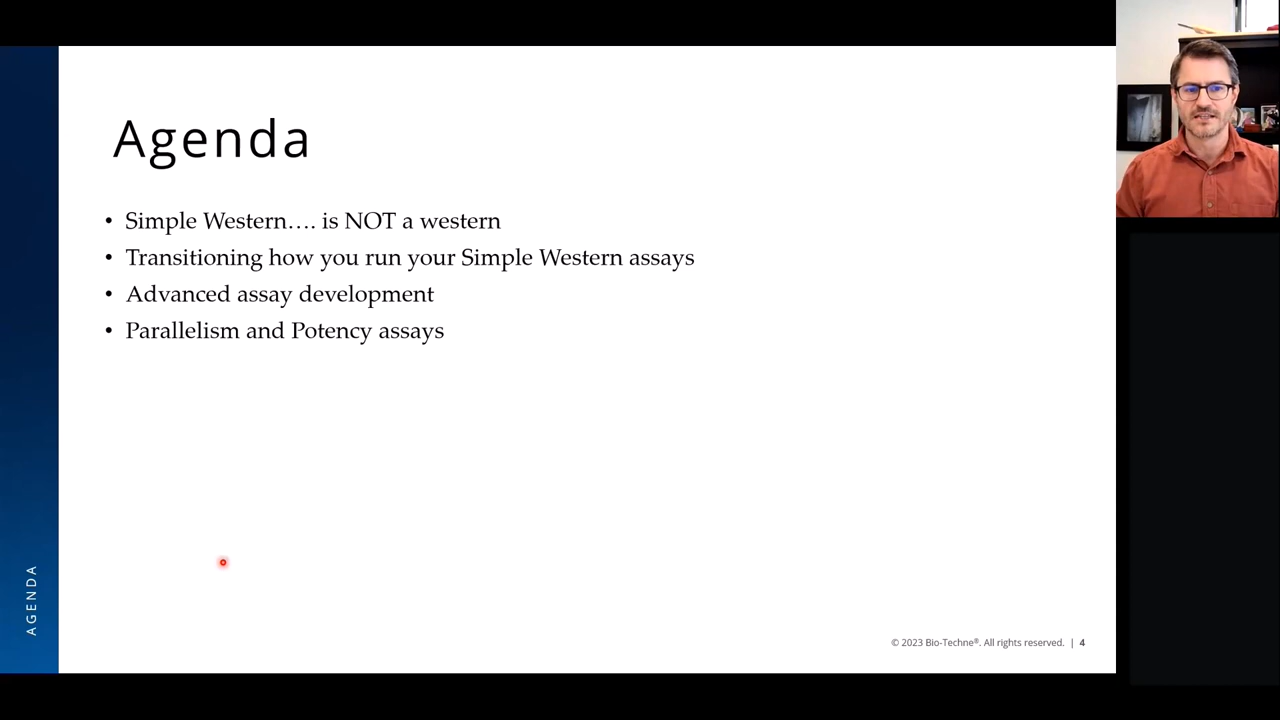 Agenda
• Simple Western…. is NOT a western
• Transitioning how you run your Simple Western assays
• Advanced assay development
• Parallelism and Potency assays
AGENDA
© 2023 Bio-Techne®. All rights reserved. | 4